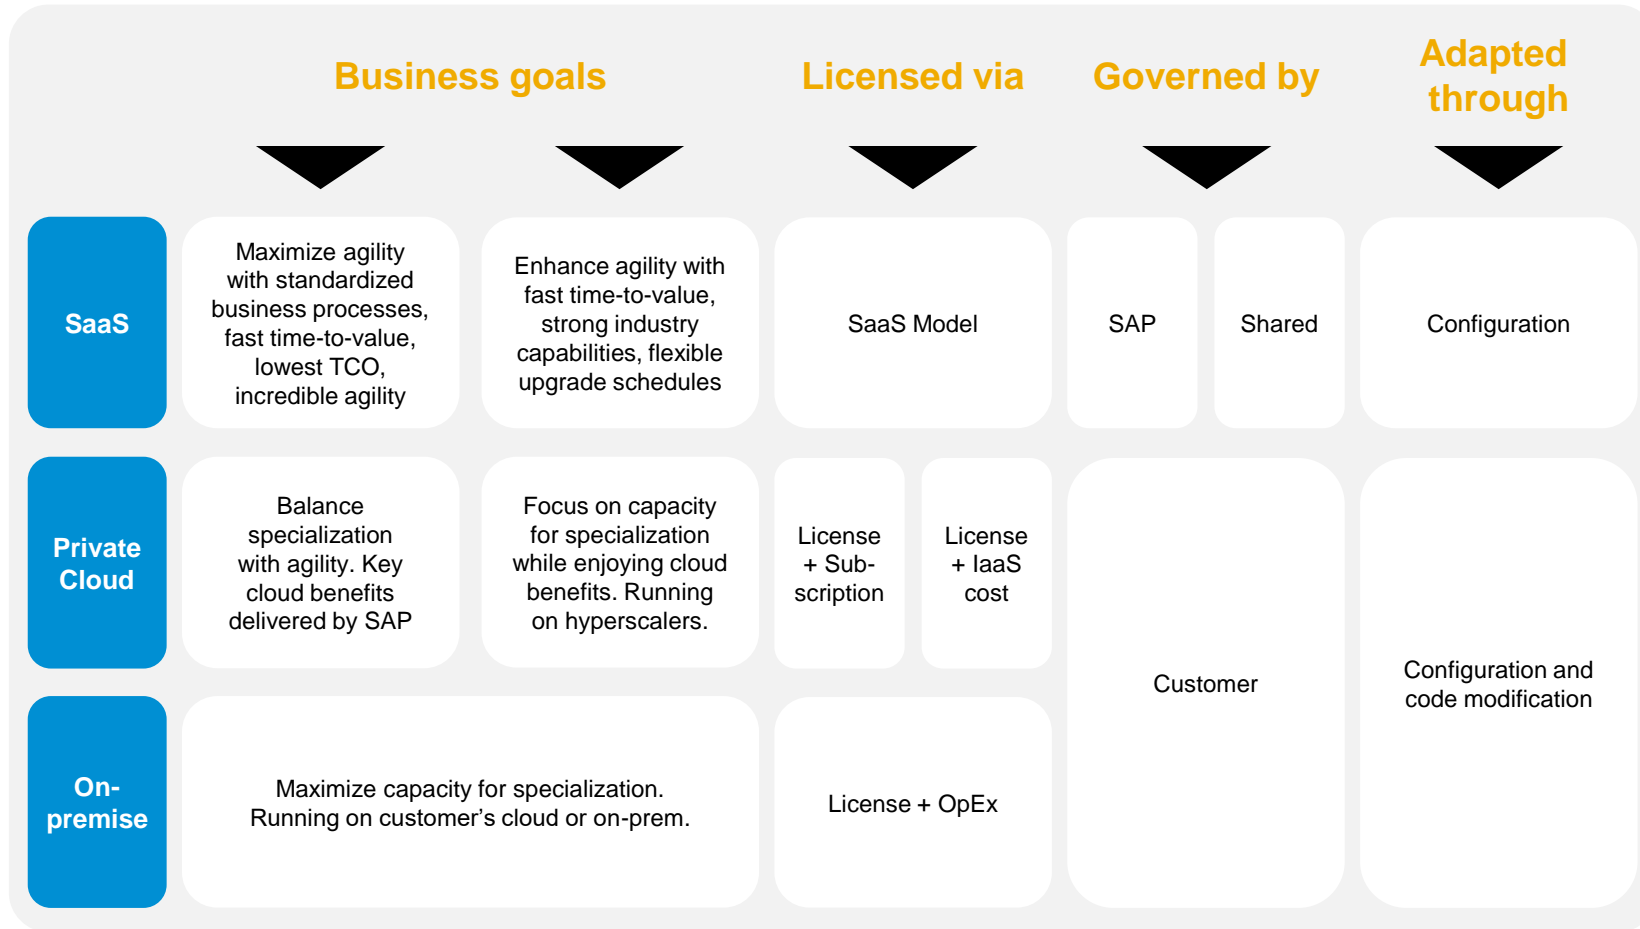 Business goals
Licensed via
Governed by
Adapted
through
SaaS
Maximize agility
with standardized
business processes,
fast time-to-value,
lowest TCO,
incredible agility
Enhance agility with
fast time-to-value,
strong industry
capabilities, flexible
upgrade schedules
SaaS Model
SAP
Shared
Configuration
Private
Cloud
Balance
specialization
with agility. Key
cloud benefits
delivered by SAP
Focus on capacity
for specialization
while enjoying cloud
benefits. Running
on hyperscalers.
License
+ Sub-
scription
License
+ IaaS
cost
Customer
Configuration and
code modification
On-
premise
Maximize capacity for specialization.
Running on customer’s cloud or on-prem.
License + OpEx